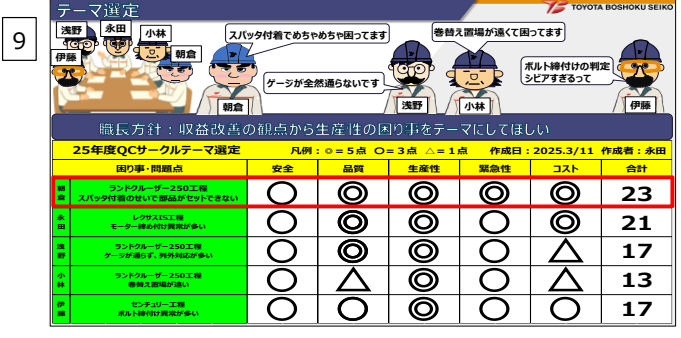 9
テーマ選定
TOYOTA BOSHOKU SEIKO
浅野
永田
小林
朝倉
伊藤
スパッタ付着でめちゃめちゃ困ってます
ゲージが全然通らないです
巻替え置場が遠くて困ってます
ボルト締付けの判定
シビアすぎるって
朝倉
浅野
小林
伊藤
職長方針：収益改善の観点から生産性の困り事をテーマにしてほしい
25年度QCサークルテーマ選定 凡例：◎＝5点 ○＝3点 △＝1点 作成日：2025.3/11 作成者：永田
困り事・問題点 安全 品質 生産性 緊急性 コスト 合計
朝倉 ランドクルーザー250工程 ○ ◎ ◎ ◎ ◎ 23
スパッタ付着のせいで部品がセットできない
永田 レクサスIS工程 ○ ◎ ◎ ◎ ○ 21
モーター締め付け異常が多い
浅野 ランドクルーザー250工程 ○ ◎ ◎ ○ △ 17
ゲージが通らず、列外対応が多い
小林 ランドクルーザー250工程 ○ △ ◎ ○ △ 13
巻替え置場が遠い
伊藤 センチュリー工程 ○ ○ ◎ ○ ○ 17
ボルト締付け異常が多い